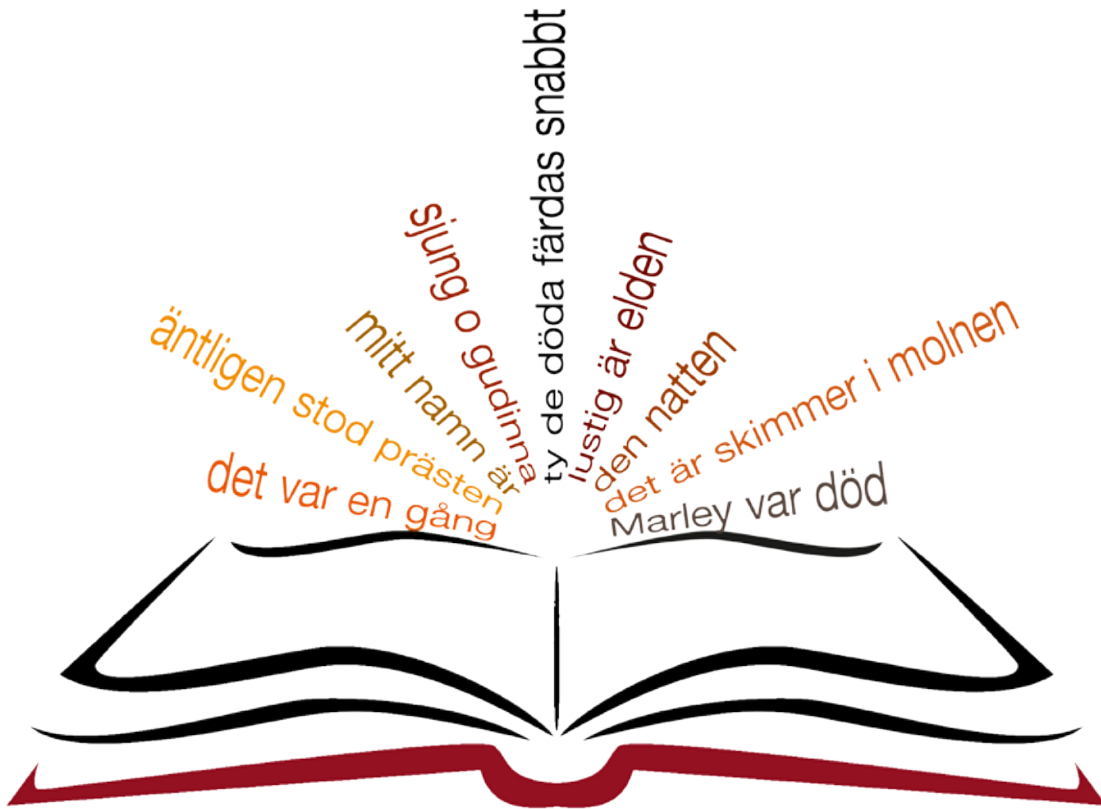 det var en gång
äntligen stod prästen
mitt namn är
sjung o gudinna
ty de döda färdas snabbt
lustig är elden
den natten
det är skimmer i molnen
Marley var död